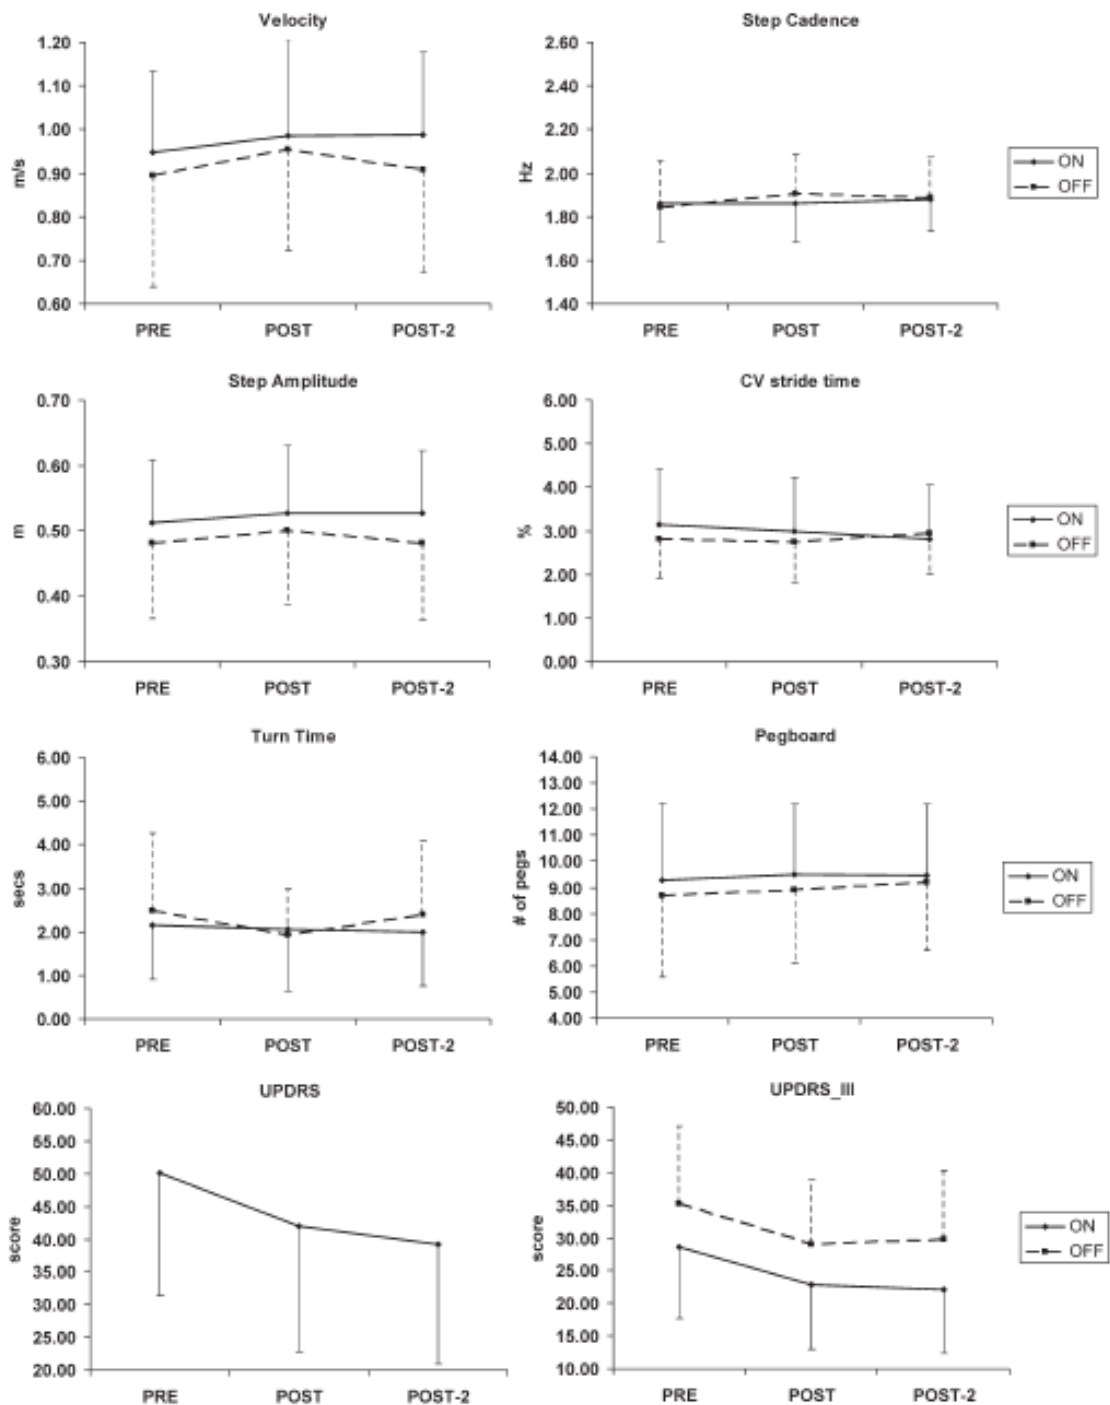 Velocity
1.20
1.10
1.00
0.90
0.80
0.70
0.60
m/s
PRE POST POST-2
Step Cadence
2.60
2.40
2.20
2.00
1.80
1.60
1.40
Hz
PRE POST POST-2
ON
OFF
Step Amplitude
0.70
0.60
0.50
0.40
0.30
m
PRE POST POST-2
CV stride time
6.00
5.00
4.00
3.00
2.00
1.00
0.00
%
PRE POST POST-2
ON
OFF
Turn Time
6.00
5.00
4.00
3.00
2.00
1.00
0.00
secs
PRE POST POST-2
Pegboard
14.00
13.00
12.00
11.00
10.00
9.00
8.00
7.00
6.00
5.00
4.00
# of pegs
PRE POST POST-2
ON
OFF
UPDRS
60.00
55.00
50.00
45.00
40.00
35.00
30.00
25.00
20.00
score
PRE POST POST-2
UPDRS_III
50.00
45.00
40.00
35.00
30.00
25.00
20.00
15.00
10.00
score
PRE POST POST-2
ON
OFF